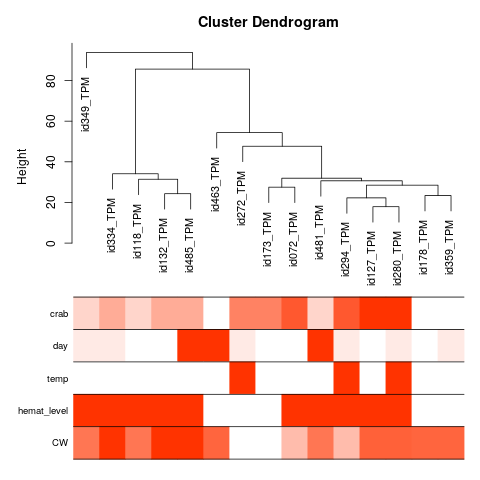 Cluster Dendrogram
Height
80
60
40
20
0
id349_TPM
id334_TPM
id118_TPM
id132_TPM
id485_TPM
id463_TPM
id272_TPM
id173_TPM
id072_TPM
id481_TPM
id294_TPM
id127_TPM
id280_TPM
id178_TPM
id359_TPM
crab
day
temp
hemat_level
CW